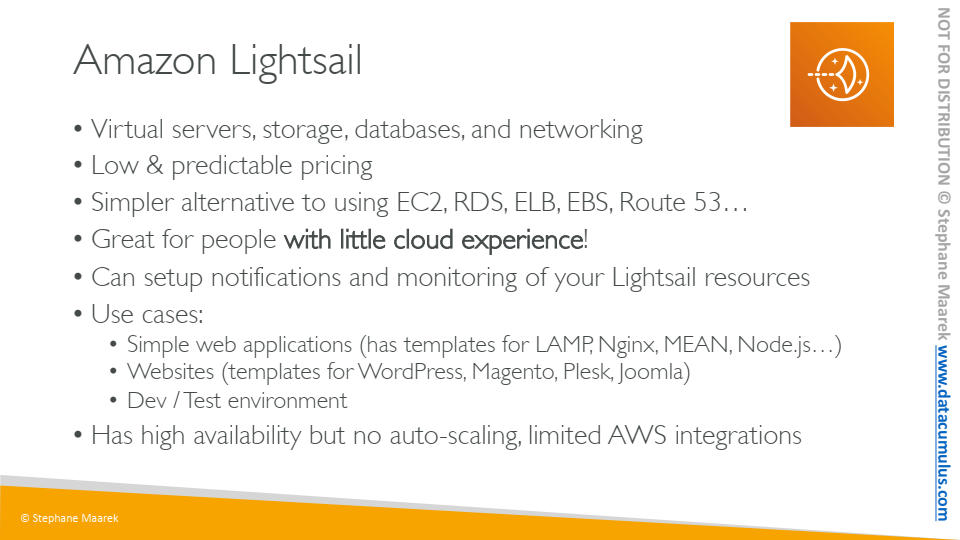 Amazon Lightsail
• Virtual servers, storage, databases, and networking
• Low & predictable pricing
• Simpler alternative to using EC2, RDS, ELB, EBS, Route 53…
• Great for people with little cloud experience!
• Can setup notifications and monitoring of your Lightsail resources
• Use cases:
• Simple web applications (has templates for LAMP, Nginx, MEAN, Node.js…)
• Websites (templates for WordPress, Magento, Plesk, Joomla)
• Dev / Test environment
• Has high availability but no auto-scaling, limited AWS integrations
© Stephane Maarek
NOT FOR DISTRIBUTION © Stephane Maarek www.datacumulus.com